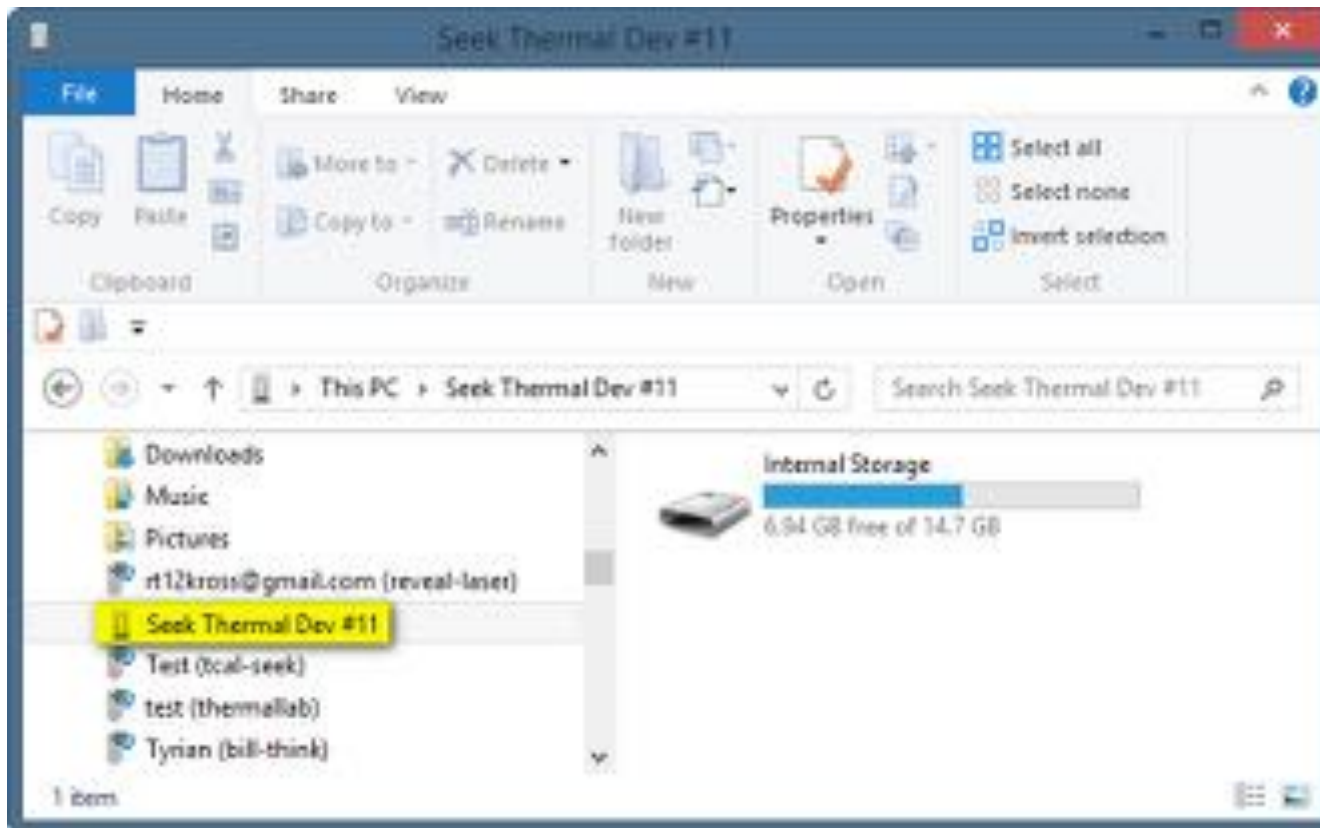 Seek Thermal Dev #11
File Home Share View
Copy Paste Move to Copy to Delete Rename New folder Properties Select all
Select none
Invert selection
Clipboard Organize New Open Select
This PC Seek Thermal Dev #11 Search Seek Thermal Dev #11
Downloads
Music
Pictures
rt12kross@gmail.com (reveal-laser)
Seek Thermal Dev #11
Test (tcal-seek)
test (thermallab)
Tyrian (bill-think)
Internal Storage
6.94 GB free of 14.7 GB
1 item